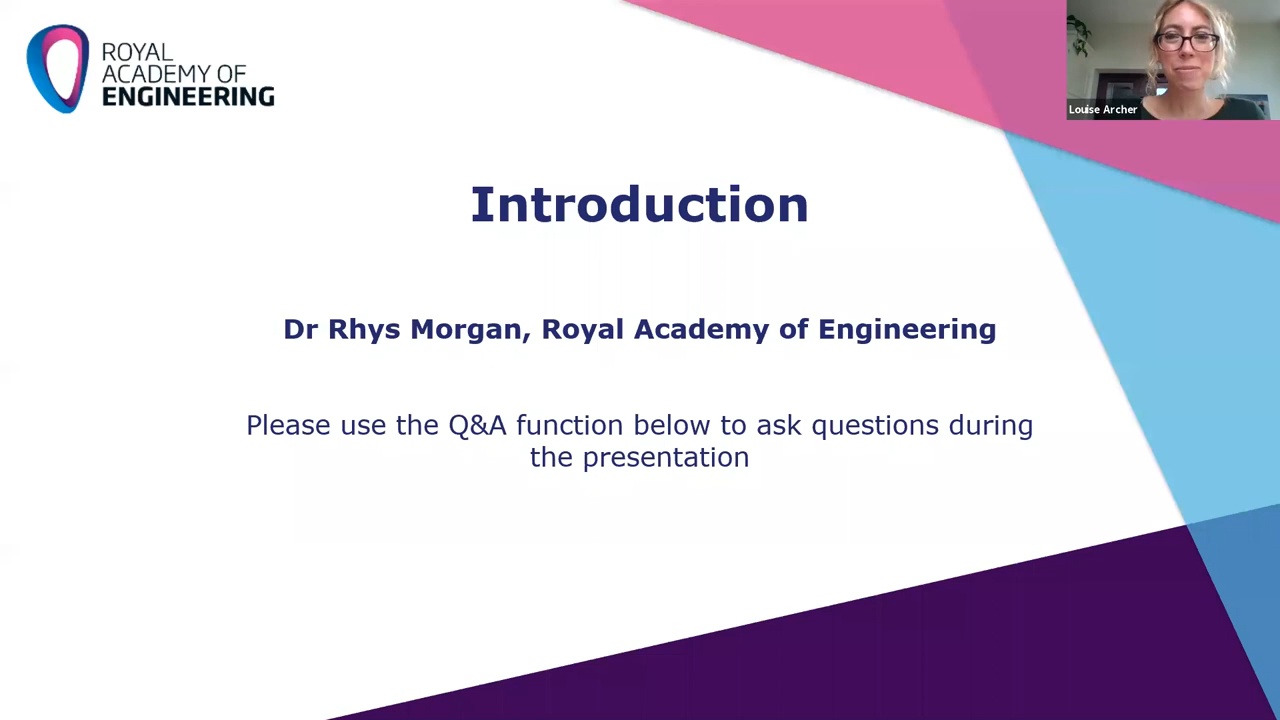 ROYAL
ACADEMY OF
ENGINEERING
Louise Archer
Introduction
Dr Rhys Morgan, Royal Academy of Engineering
Please use the Q&A function below to ask questions during
the presentation